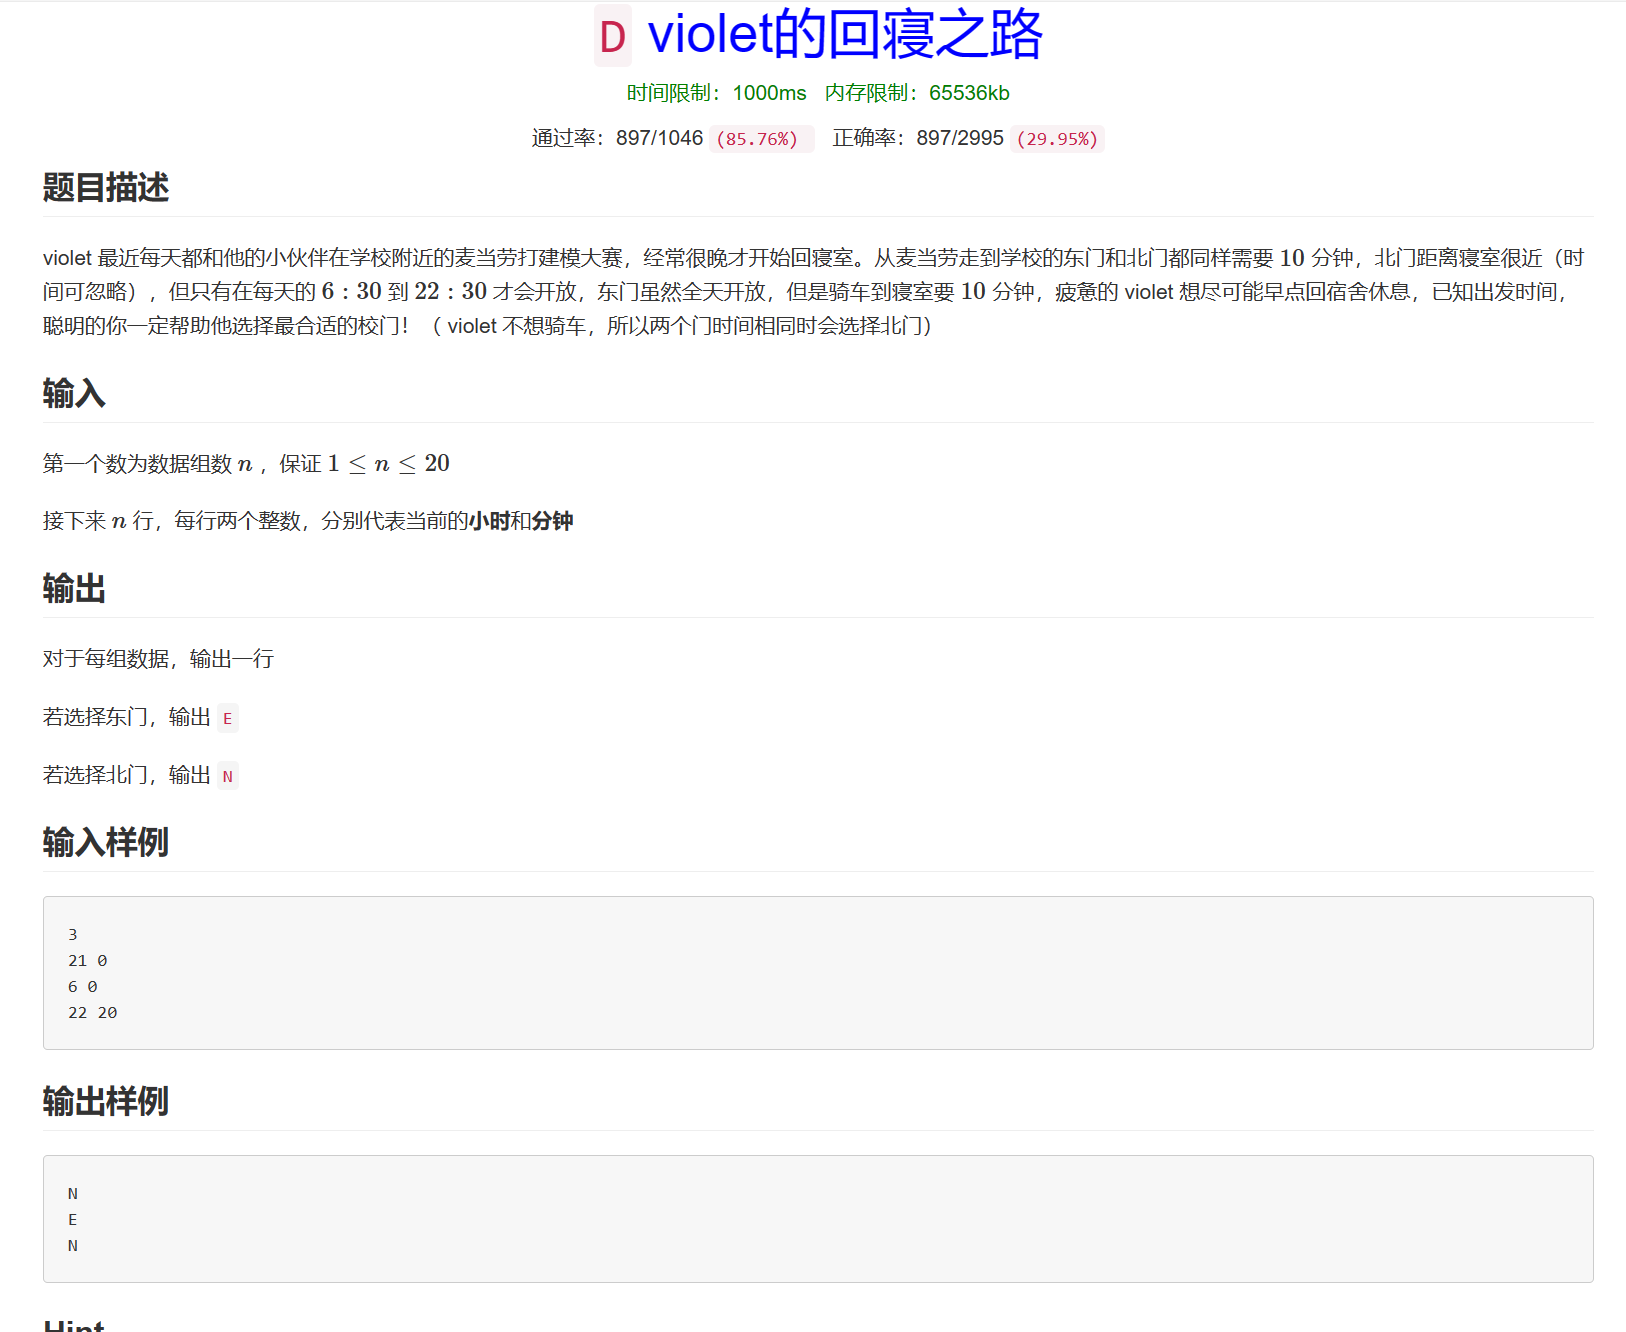 D violet的回寝之路
时间限制：1000ms 内存限制：65536kb
通过率：897/1046 (85.76%) 正确率：897/2995 (29.95%)
题目描述
violet 最近每天都和他的小伙伴在学校附近的麦当劳打建模大赛，经常很晚才开始回寝室。从麦当劳走到学校的东门和北门都同样需要 10 分钟，北门距离寝室很近（时
间可忽略），但只有在每天的 6 : 30 到 22 : 30 才会开放，东门虽然全天开放，但是骑车到寝室要 10 分钟，疲惫的 violet 想尽可能早点回宿舍休息，已知出发时间，
聪明的你一定帮助他选择最合适的校门！（ violet 不想骑车，所以两个门时间相同时会选择北门）
输入
第一个数为数据组数 n ，保证 1 ≤ n ≤ 20
接下来 n 行，每行两个整数，分别代表当前的小时和分钟
输出
对于每组数据，输出一行
若选择东门，输出 E
若选择北门，输出 N
输入样例
3
21 0
6 0
22 20
输出样例
N
E
N
Hint